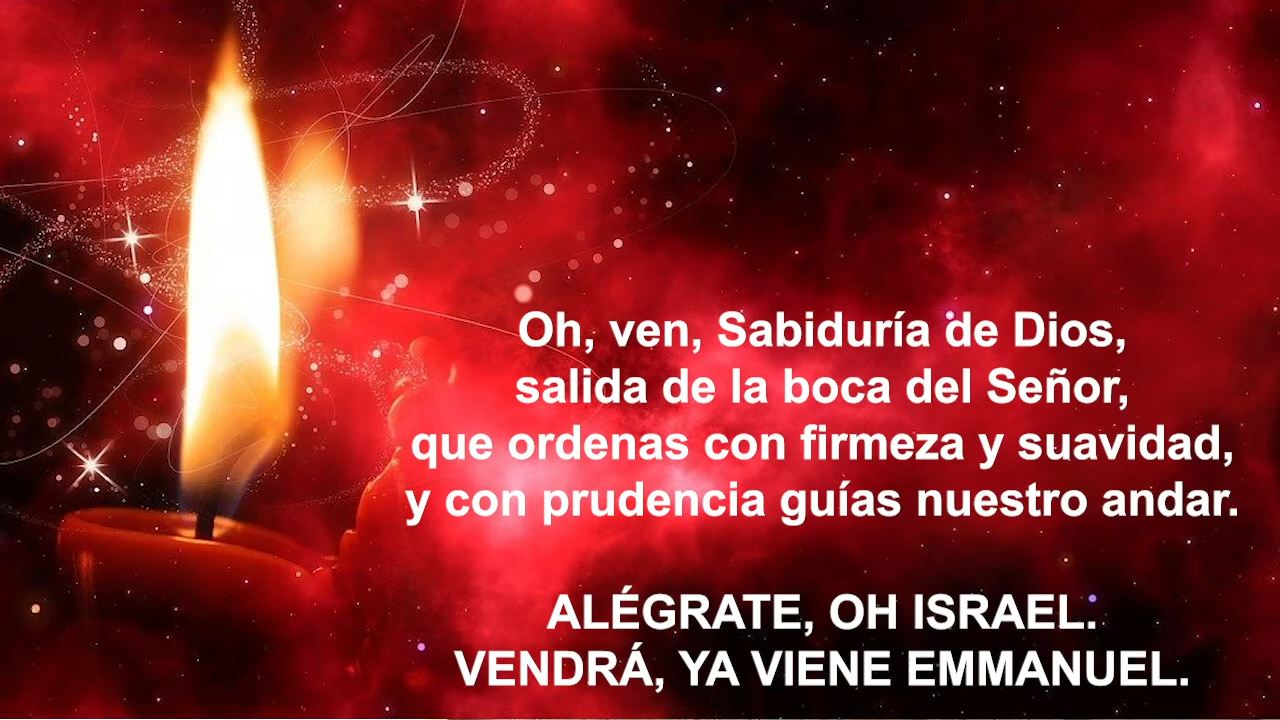 Oh, ven, Sabiduría de Dios,
salida de la boca del Señor,
que ordenas con firmeza y suavidad,
y con prudencia guías nuestro andar.
ALÉGRATE, OH ISRAEL.
VENDRÁ, YA VIENE EMMANUEL.